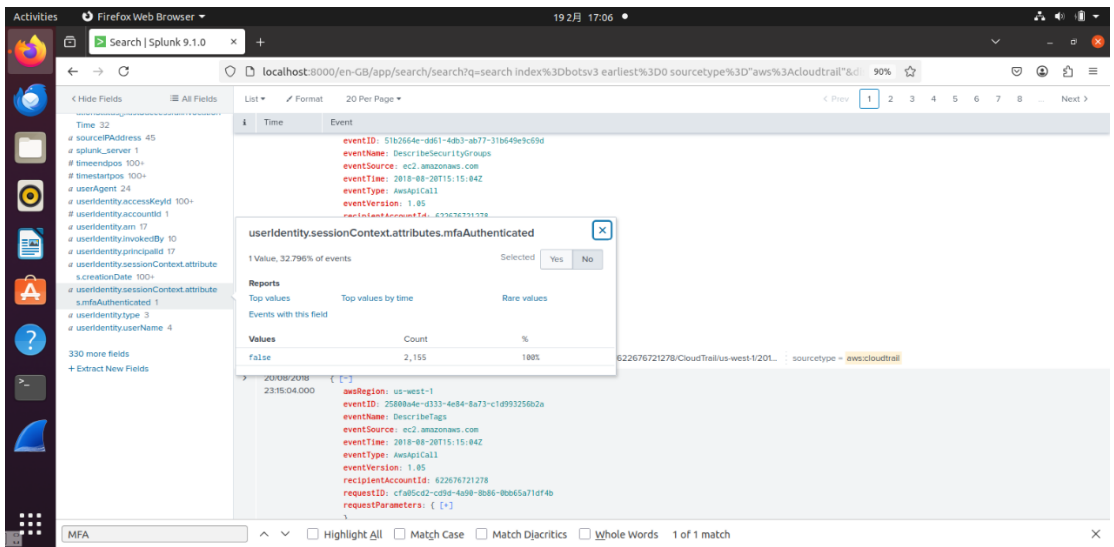 Activities Firefox Web Browser 19 2月 17:06
Search | Splunk 9.1.0
localhost:8000/en-GB/app/search/search?q=search index%3Dbotsv3 earliest%3D0 sourcetype%3D"aws%3Acloudtrail"&d 90%
< Hide Fields All Fields List Format 20 Per Page < Prev 1 2 3 4 5 6 7 8 ... Next >
i Time Event
Time 32
a sourceIPAddress 45
a splunk_server 1
# timeendpos 100+
# timestartpos 100+
a userAgent 24
a userIdentity.accessKeyId 100+
# userIdentity.accountId 1
a userIdentity.arn 17
a userIdentity.invokedBy 10
a userIdentity.principalId 17
a userIdentity.sessionContext.attribute
s.creationDate 100+
a userIdentity.sessionContext.attribute
s.mfaAuthenticated 1
a userIdentity.type 3
a userIdentity.userName 4
330 more fields
+ Extract New Fields
eventID: 51b2664e-dd61-4db3-ab77-31b649e9c69d
eventName: DescribeSecurityGroups
eventSource: ec2.amazonaws.com
eventTime: 2018-08-20T15:15:04Z
eventType: AwsApiCall
eventVersion: 1.05
recipientAccountId: 622676721278
userIdentity.sessionContext.attributes.mfaAuthenticated
1 Value, 32.796% of events Selected Yes No
Reports
Top values Top values by time Rare values
Events with this field
Values Count %
false 2,155 100%
622676721278/CloudTrail/us-west-1/201... sourcetype = aws:cloudtrail
> 20/08/2018 { [-]
23:15:04.000 awsRegion: us-west-1
eventID: 25800a4e-d333-4e84-8a73-c1d993256b2a
eventName: DescribeTags
eventSource: ec2.amazonaws.com
eventTime: 2018-08-20T15:15:04Z
eventType: AwsApiCall
eventVersion: 1.05
recipientAccountId: 622676721278
requestID: cfa05cd2-cd9d-4a90-8b86-0bb65a71df4b
requestParameters: { [+]
}
MFA Highlight All Match Case Match Diacritics Whole Words 1 of 1 match